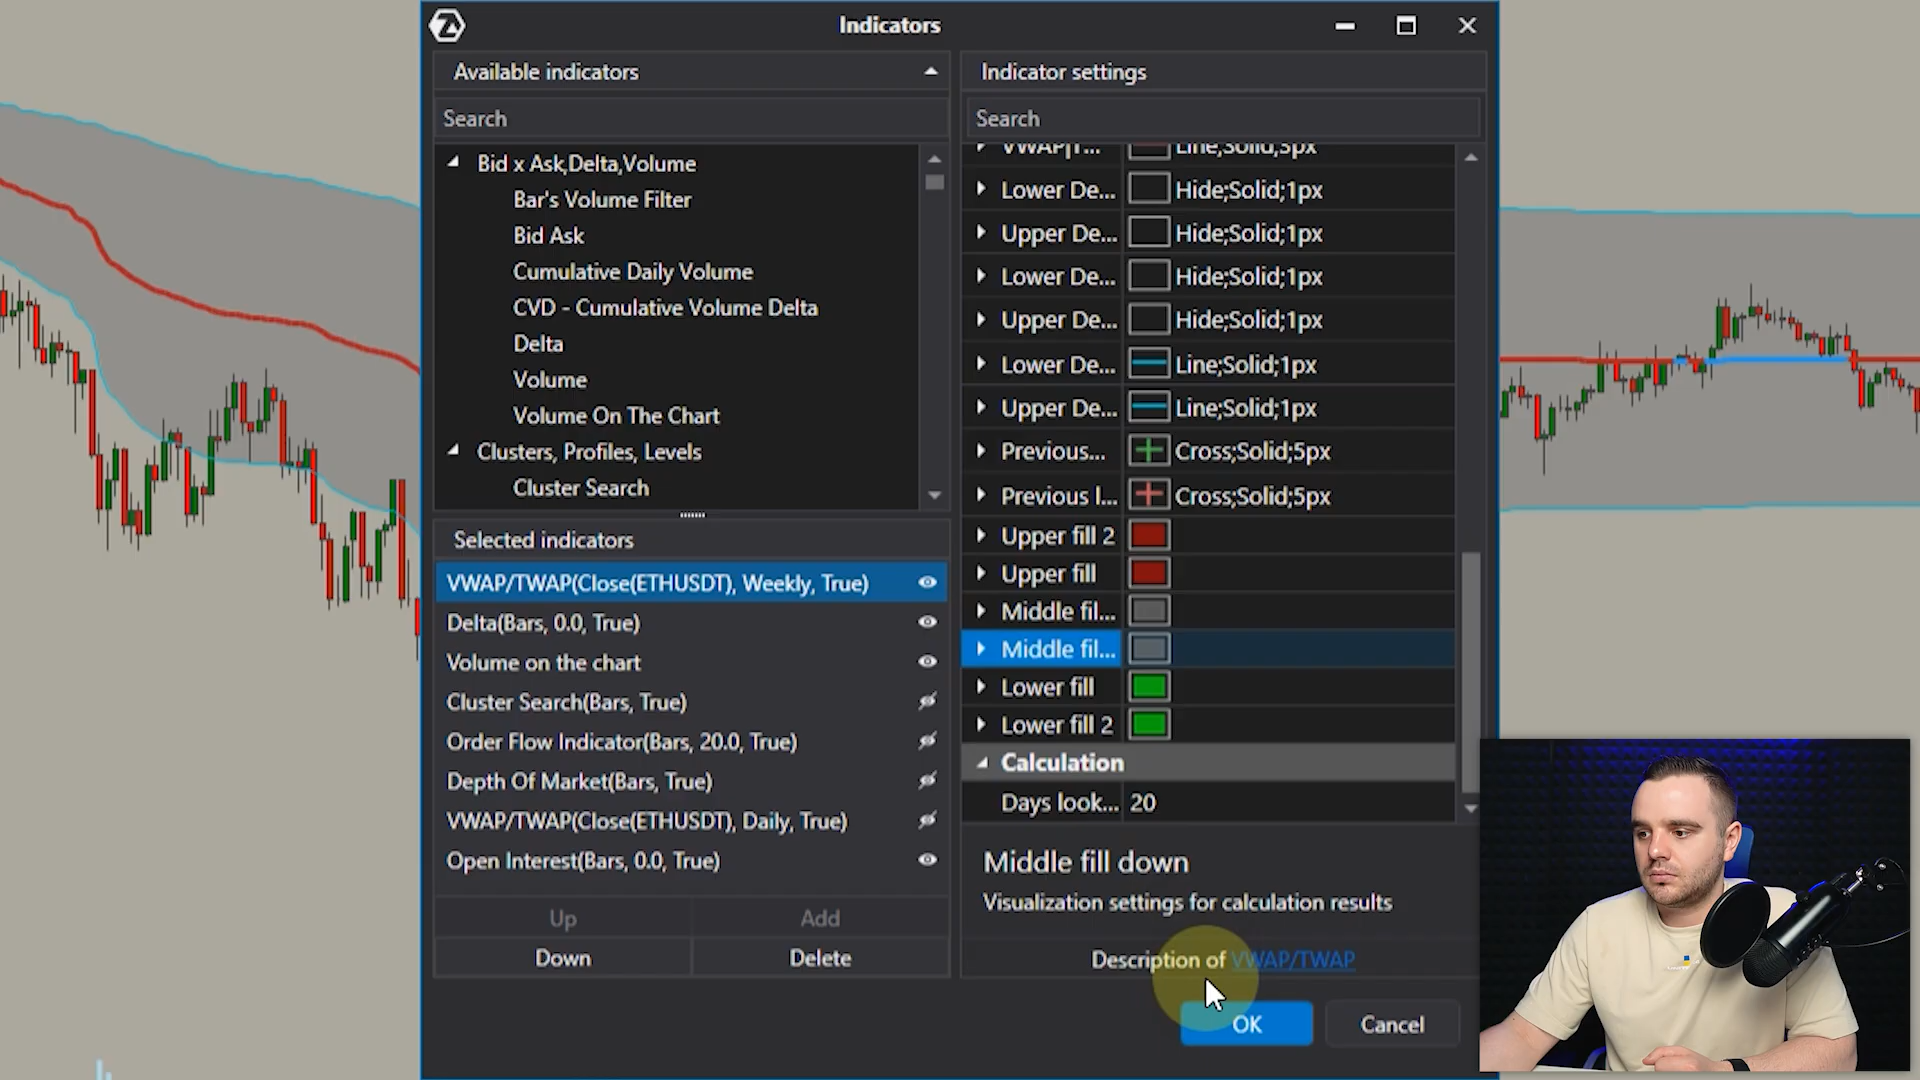 Indicators
Available indicators
Search
Bid x Ask,Delta,Volume
Bar's Volume Filter
Bid Ask
Cumulative Daily Volume
CVD - Cumulative Volume Delta
Delta
Volume
Volume On The Chart
Clusters, Profiles, Levels
Cluster Search
Selected indicators
VWAP/TWAP(Close(ETHUSDT), Weekly, True)
Delta(Bars, 0.0, True)
Volume on the chart
Cluster Search(Bars, True)
Order Flow Indicator(Bars, 20.0, True)
Depth Of Market(Bars, True)
VWAP/TWAP(Close(ETHUSDT), Daily, True)
Open Interest(Bars, 0.0, True)
Up Add
Down Delete
Indicator settings
Search
VWAP|T... Line;Solid;3px
Lower De... Hide;Solid;1px
Upper De... Hide;Solid;1px
Lower De... Hide;Solid;1px
Upper De... Hide;Solid;1px
Lower De... Line;Solid;1px
Upper De... Line;Solid;1px
Previous... Cross;Solid;5px
Previous l... Cross;Solid;5px
Upper fill 2
Upper fill
Middle fil...
Middle fil...
Lower fill
Lower fill 2
Calculation
Days look... 20
Middle fill down
Visualization settings for calculation results
Description of VWAP/TWAP
OK Cancel